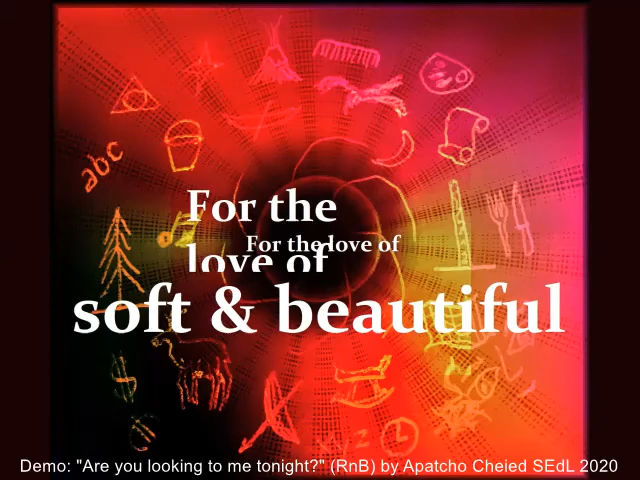 abc
For the
love of
For the love of
soft & beautiful
$
xyz
Demo: "Are you looking to me tonight?" (RnB) by Apatcho Cheied SEdL 2020